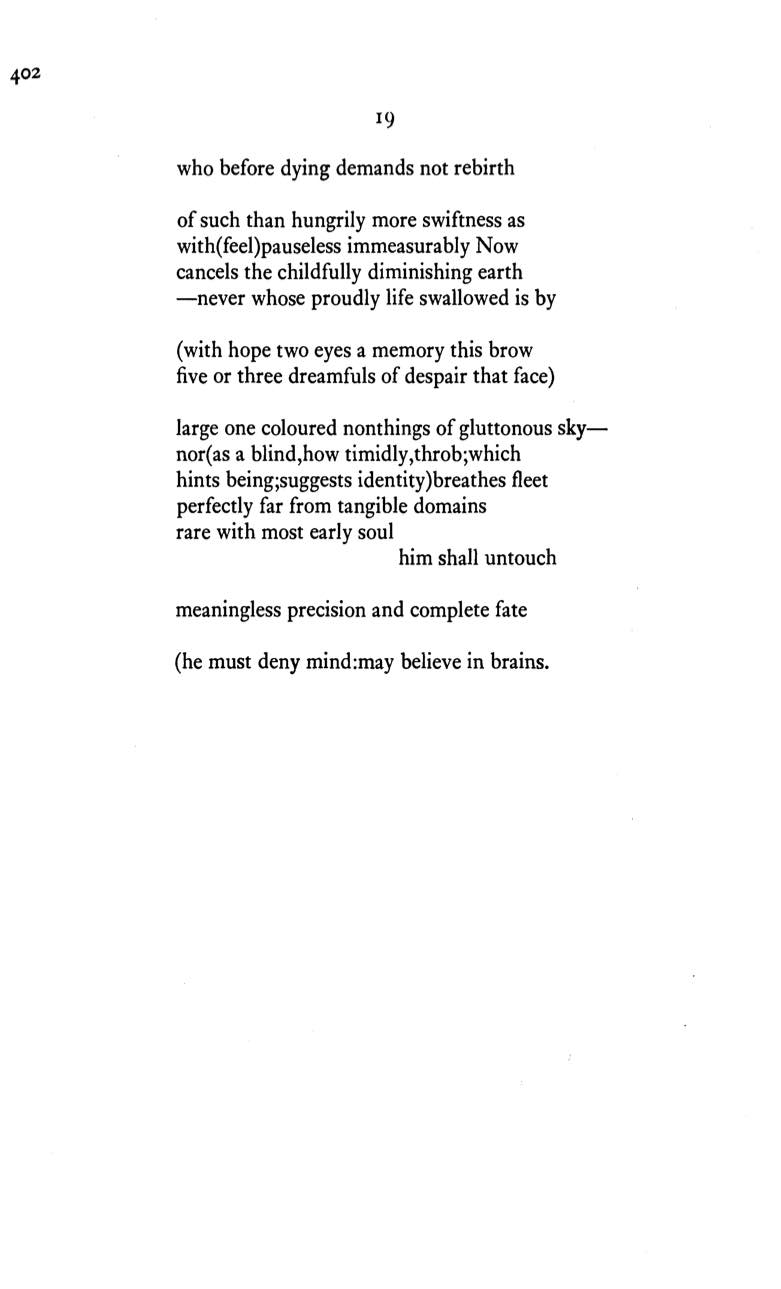 402
19
who before dying demands not rebirth
of such than hungrily more swiftness as
with(feel)pauseless immeasurably Now
cancels the childfully diminishing earth
—never whose proudly life swallowed is by
(with hope two eyes a memory this brow
five or three dreamfuls of despair that face)
large one coloured nonthings of gluttonous sky—
nor(as a blind,how timidly,throb;which
hints being;suggests identity)breathes fleet
perfectly far from tangible domains
rare with most early soul
him shall untouch
meaningless precision and complete fate
(he must deny mind:may believe in brains.